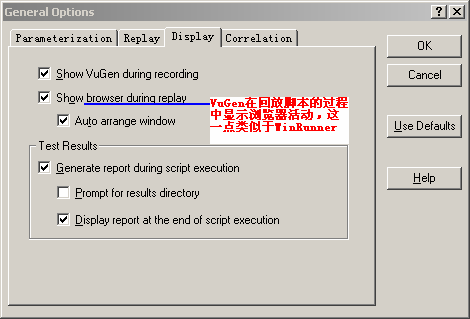 General Options
Parameterization
Replay
Display
Correlation
OK
Show VuGen during recording
Cancel
Show browser during replay
VuGen在回放脚本的过程
中显示浏览器活动，这
一点类似于WinRunner
Auto arrange window
Use Defaults
Test Results
Generate report during script execution
Help
Prompt for results directory
Display report at the end of script execution